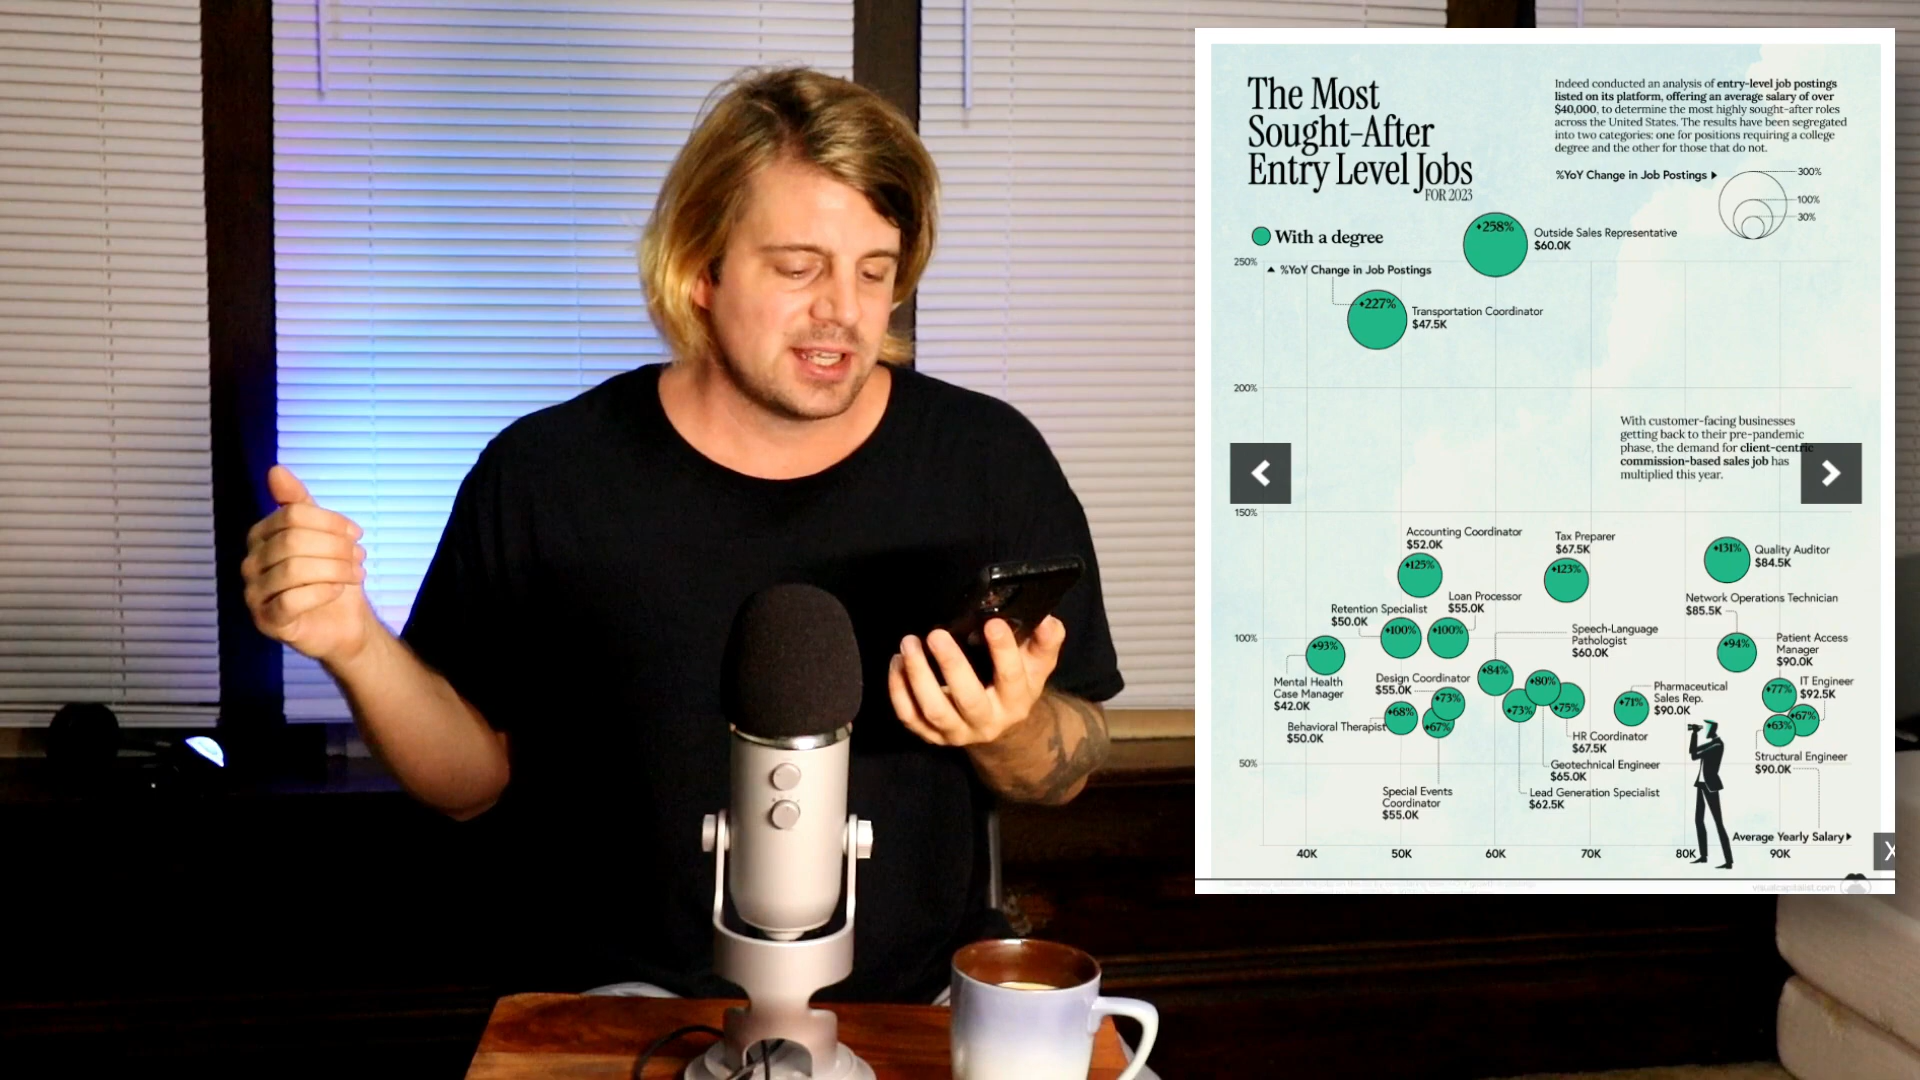 The Most
Sought-After
Entry Level Jobs
FOR 2023
Indeed conducted an analysis of entry-level job postings
listed on its platform, offering an average salary of over
$40,000, to determine the most highly sought-after roles
across the United States. The results have been segregated
into two categories: one for positions requiring a college
degree and the other for those that do not.
%YoY Change in Job Postings
300%
100%
30%
With a degree
+258%
Outside Sales Representative
$60.0K
250%
%YoY Change in Job Postings
+227%
Transportation Coordinator
$47.5K
200%
With customer-facing businesses
getting back to their pre-pandemic
phase, the demand for client-centric
commission-based sales job has
multiplied this year.
150%
Accounting Coordinator
$52.0K
+125%
Tax Preparer
$67.5K
+123%
+131%
Quality Auditor
$84.5K
Loan Processor
$55.0K
+100%
Retention Specialist
$50.0K
+100%
Network Operations Technician
$85.5K
+94%
100%
Speech-Language
Pathologist
$60.0K
+84%
Patient Access
Manager
$90.0K
+77%
+93%
Mental Health
Case Manager
$42.0K
Design Coordinator
$55.0K
+73%
+80%
+75%
+73%
+71%
Pharmaceutical
Sales Rep.
$90.0K
IT Engineer
$92.5K
+67%
+63%
Behavioral Therapist
$50.0K
+68%
+67%
HR Coordinator
$67.5K
Structural Engineer
$90.0K
50%
Geotechnical Engineer
$65.0K
Special Events
Coordinator
$55.0K
Lead Generation Specialist
$62.5K
Average Yearly Salary
40K
50K
60K
70K
80K
90K
X
visualcapitalist.com